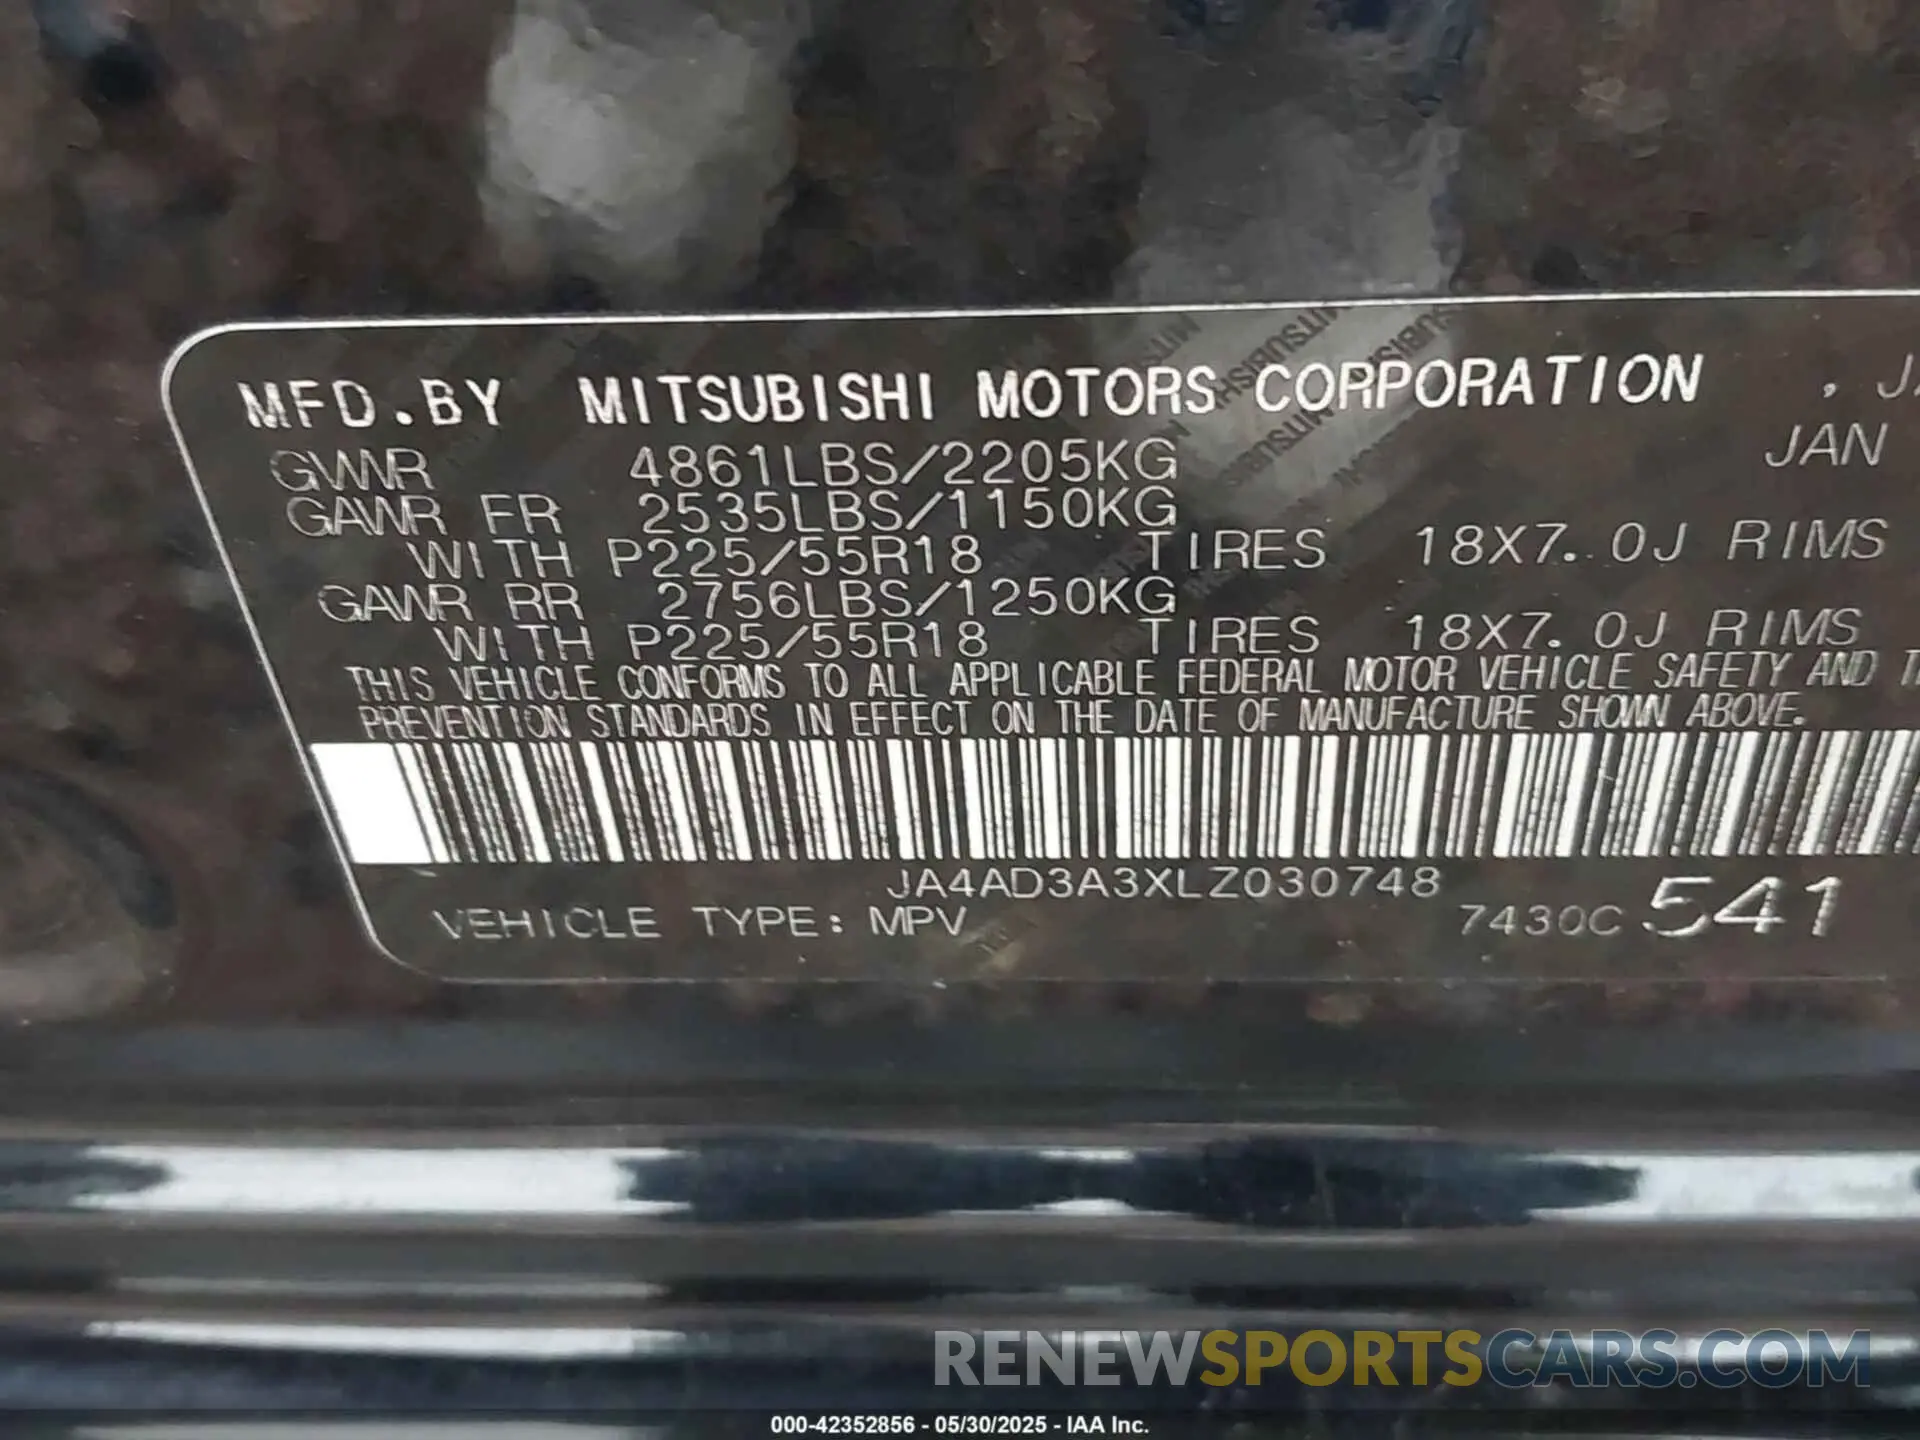 MFD.BY MITSUBISHI MOTORS CORPORATION , JA
GVWR 4861LBS/2205KG JAN
GAWR FR 2535LBS/1150KG
WITH P225/55R18 TIRES 18X7.0J RIMS
GAWR RR 2756LBS/1250KG
WITH P225/55R18 TIRES 18X7.0J RIMS
THIS VEHICLE CONFORMS TO ALL APPLICABLE FEDERAL MOTOR VEHICLE SAFETY AND
PREVENTION STANDARDS IN EFFECT ON THE DATE OF MANUFACTURE SHOWN ABOVE.
JA4AD3A3XLZ030748
VEHICLE TYPE: MPV 7430C 541
RENEWSPORTSCARS.COM
000-42352856 - 05/30/2025 - IAA Inc.